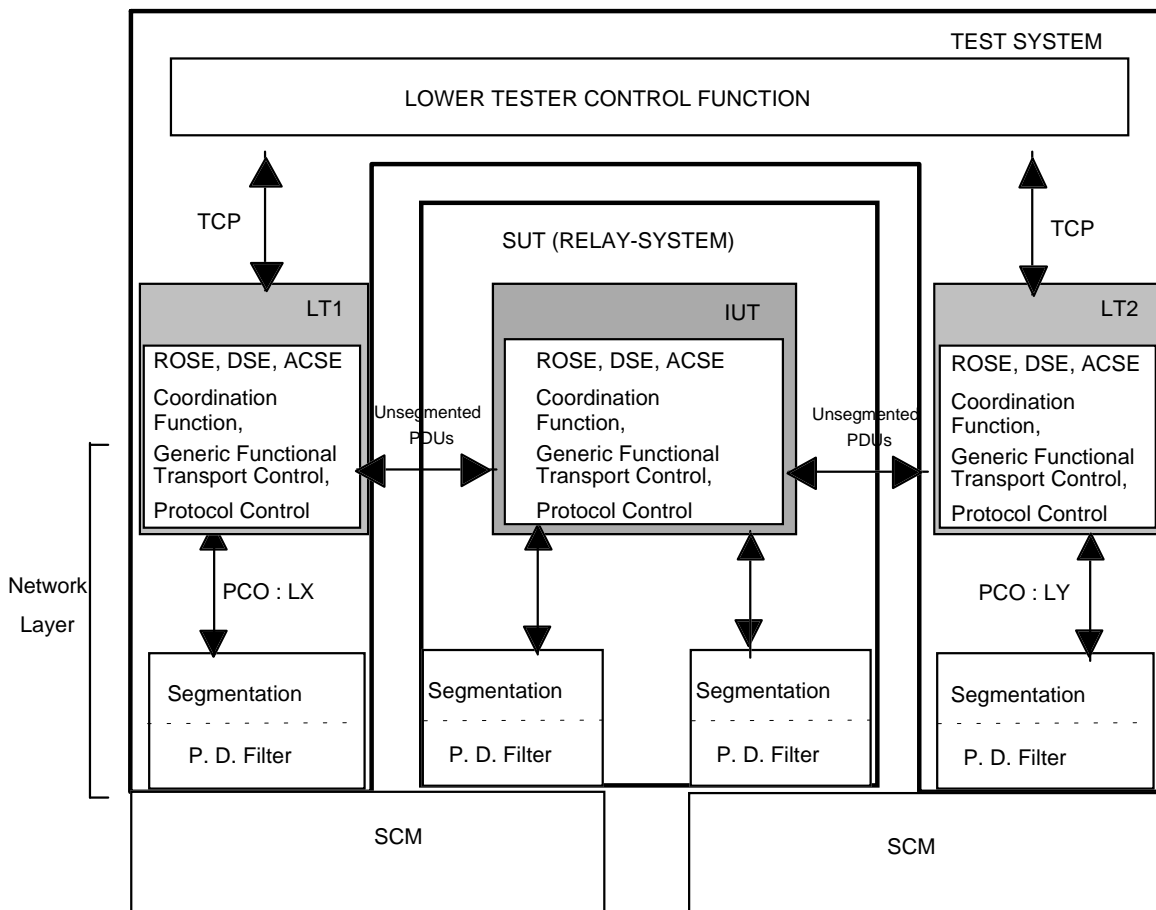 TEST SYSTEM
LOWER TESTER CONTROL FUNCTION
TCP
TCP
SUT (RELAY-SYSTEM)
LT1
ROSE, DSE, ACSE
Coordination
Function,
Generic Functional
Transport Control,
Protocol Control
Unsegmented
PDUs
IUT
ROSE, DSE, ACSE
Coordination
Function,
Generic Functional
Transport Control,
Protocol Control
Unsegmented
PDUs
LT2
ROSE, DSE, ACSE
Coordination
Function,
Generic Functional
Transport Control,
Protocol Control
Network
Layer
PCO : LX
PCO : LY
Segmentation
P. D. Filter
Segmentation
P. D. Filter
Segmentation
P. D. Filter
Segmentation
P. D. Filter
SCM
SCM